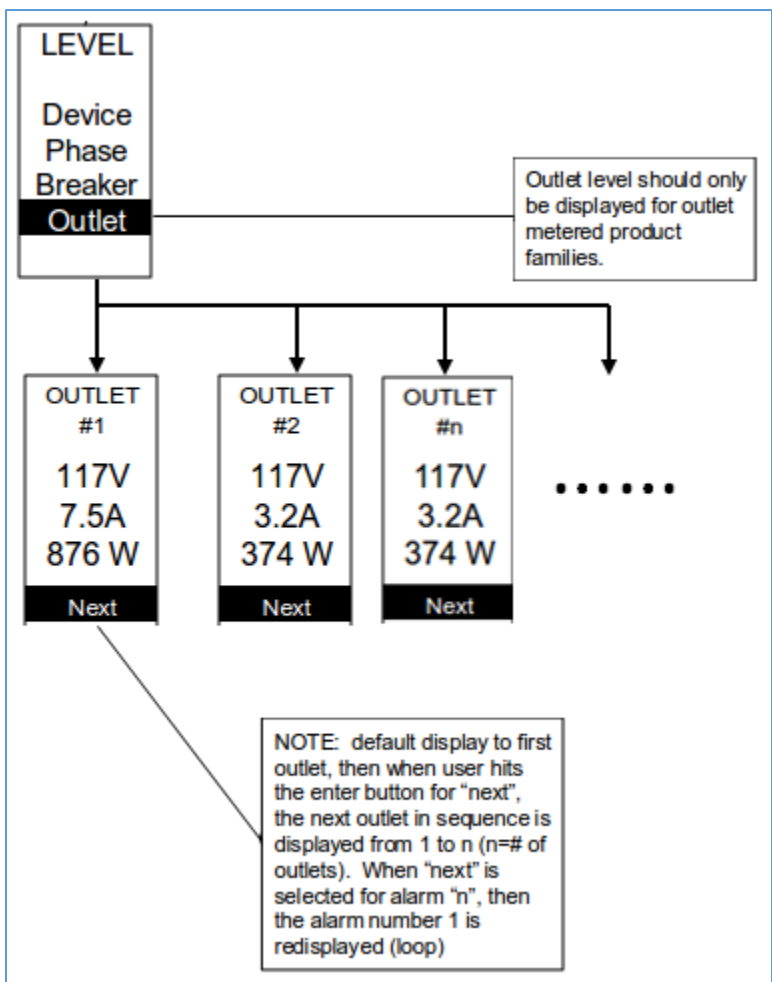 LEVEL
Device
Phase
Breaker
Outlet
Outlet level should only
be displayed for outlet
metered product
families.
OUTLET
#1
117V
7.5A
876 W
Next
OUTLET
#2
117V
3.2A
374 W
Next
OUTLET
#n
117V
3.2A
374 W
Next
......
NOTE: default display to first
outlet, then when user hits
the enter button for “next”,
the next outlet in sequence is
displayed from 1 to n (n=# of
outlets). When “next” is
selected for alarm “n”, then
the alarm number 1 is
redisplayed (loop)